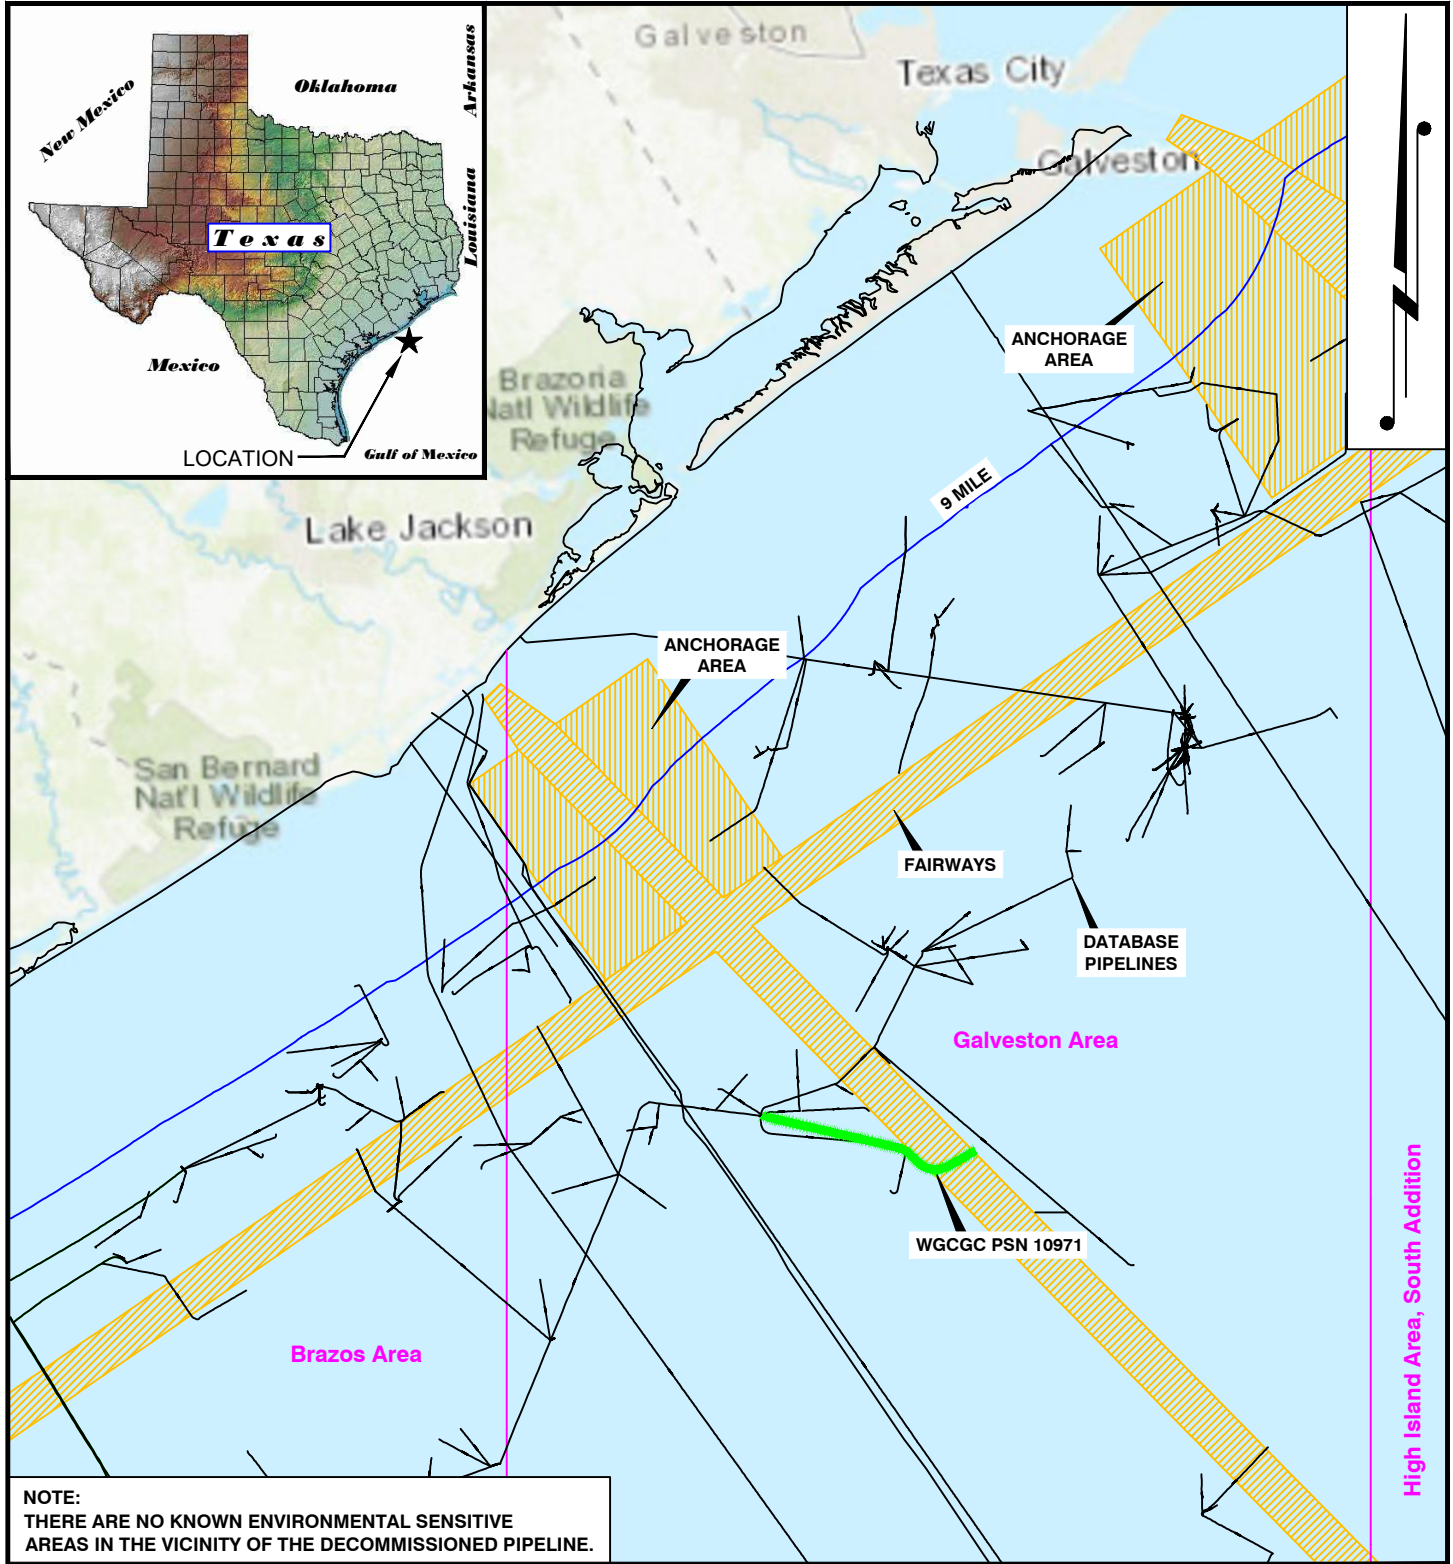 New Mexico
Oklahoma
Arkansas
Louisiana
Texas
Mexico
LOCATION
Gulf of Mexico
Galveston
Texas City
Galveston
ANCHORAGE
AREA
Brazoria
Natl Wildlife
Refuge
9 MILE
Lake Jackson
ANCHORAGE
AREA
San Bernard
Nat'l Wildlife
Refuge
FAIRWAYS
DATABASE
PIPELINES
Galveston Area
WGCGC PSN 10971
High Island Area, South Addition
Brazos Area
NOTE:
THERE ARE NO KNOWN ENVIRONMENTAL SENSITIVE
AREAS IN THE VICINITY OF THE DECOMMISSIONED PIPELINE.